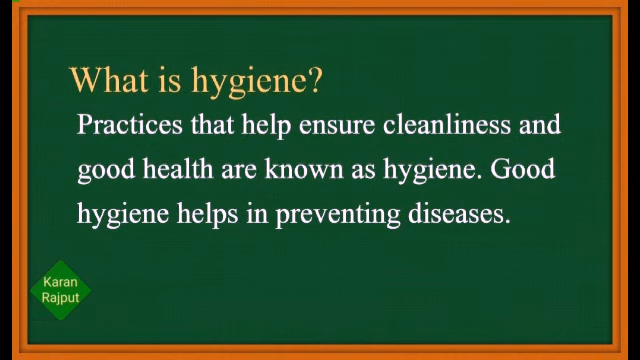 What is hygiene?
Practices that help ensure cleanliness and
good health are known as hygiene. Good
hygiene helps in preventing diseases.
Karan
Rajput